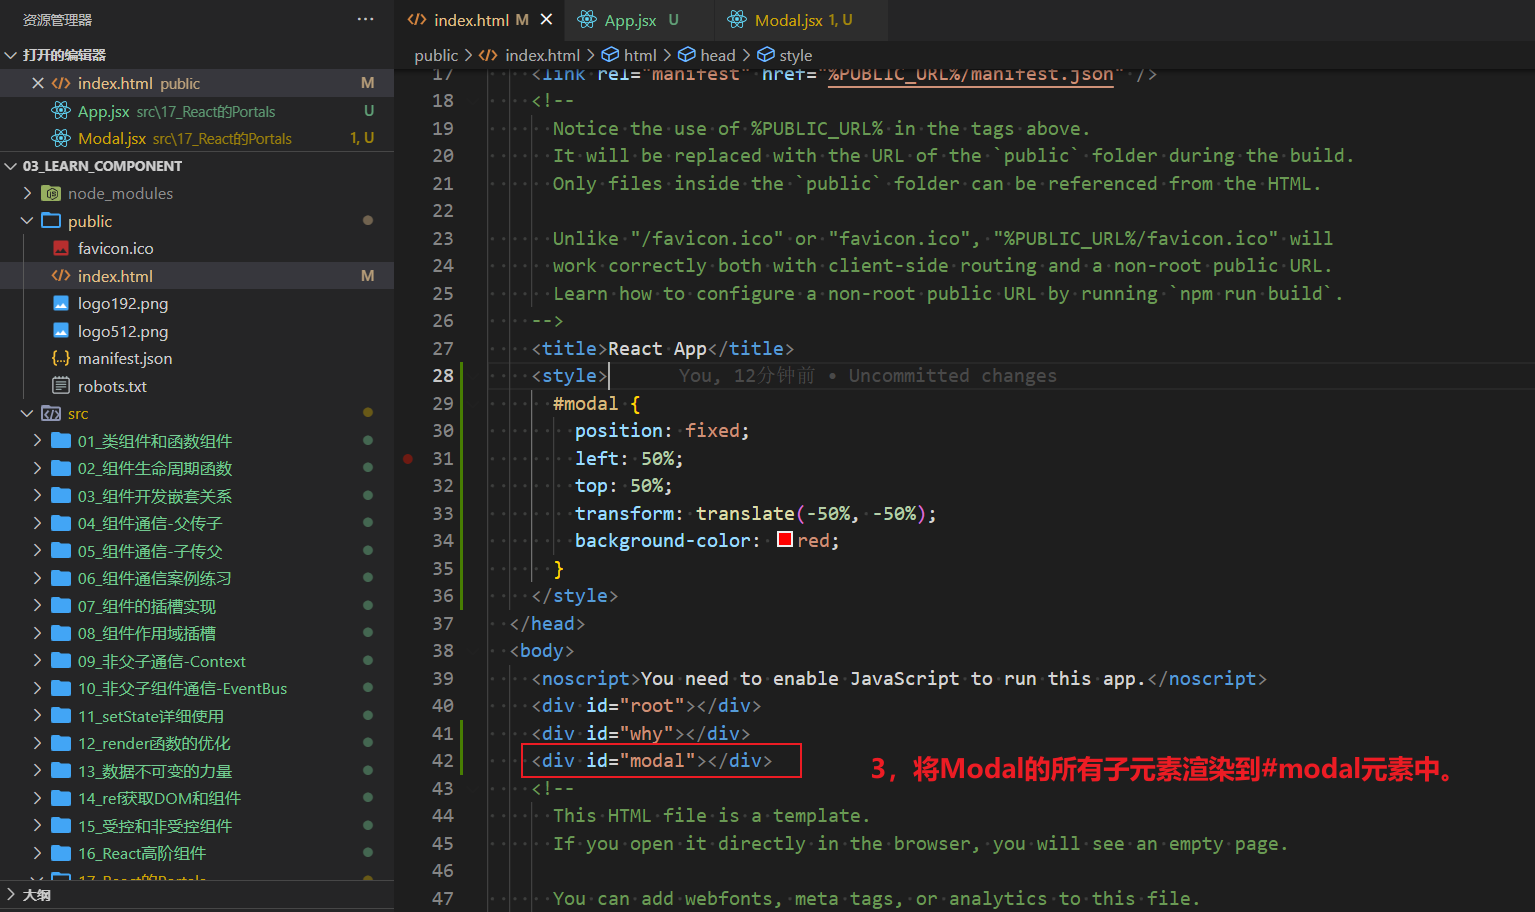 资源管理器
打开的编辑器
index.html public M
App.jsx src\17_React的Portals U
Modal.jsx src\17_React的Portals 1, U
03_LEARN_COMPONENT
node_modules
public
favicon.ico
index.html M
logo192.png
logo512.png
manifest.json
robots.txt
src
01_类组件和函数组件
02_组件生命周期函数
03_组件开发嵌套关系
04_组件通信-父传子
05_组件通信-子传父
06_组件通信案例练习
07_组件的插槽实现
08_组件作用域插槽
09_非父子通信-Context
10_非父子组件通信-EventBus
11_setState详细使用
12_render函数的优化
13_数据不可变的力量
14_ref获取DOM和组件
15_受控和非受控组件
16_React高阶组件
17_React的Portals
大纲
index.html M App.jsx U Modal.jsx 1, U
public > index.html > html > head > style
17 <link rel="manifest" href="%PUBLIC_URL%/manifest.json" />
18 <!--
19 Notice the use of %PUBLIC_URL% in the tags above.
20 It will be replaced with the URL of the `public` folder during the build.
21 Only files inside the `public` folder can be referenced from the HTML.
22
23 Unlike "/favicon.ico" or "favicon.ico", "%PUBLIC_URL%/favicon.ico" will
24 work correctly both with client-side routing and a non-root public URL.
25 Learn how to configure a non-root public URL by running `npm run build`.
26 -->
27 <title>React App</title>
28 <style> You, 12分钟前 • Uncommitted changes
29 #modal {
30 position: fixed;
31 left: 50%;
32 top: 50%;
33 transform: translate(-50%, -50%);
34 background-color: red;
35 }
36 </style>
37 </head>
38 <body>
39 <noscript>You need to enable JavaScript to run this app.</noscript>
40 <div id="root"></div>
41 <div id="why"></div>
42 <div id="modal"></div>
3，将Modal的所有子元素渲染到#modal元素中。
43 <!--
44 This HTML file is a template.
45 If you open it directly in the browser, you will see an empty page.
46
47 You can add webfonts, meta tags, or analytics to this file.